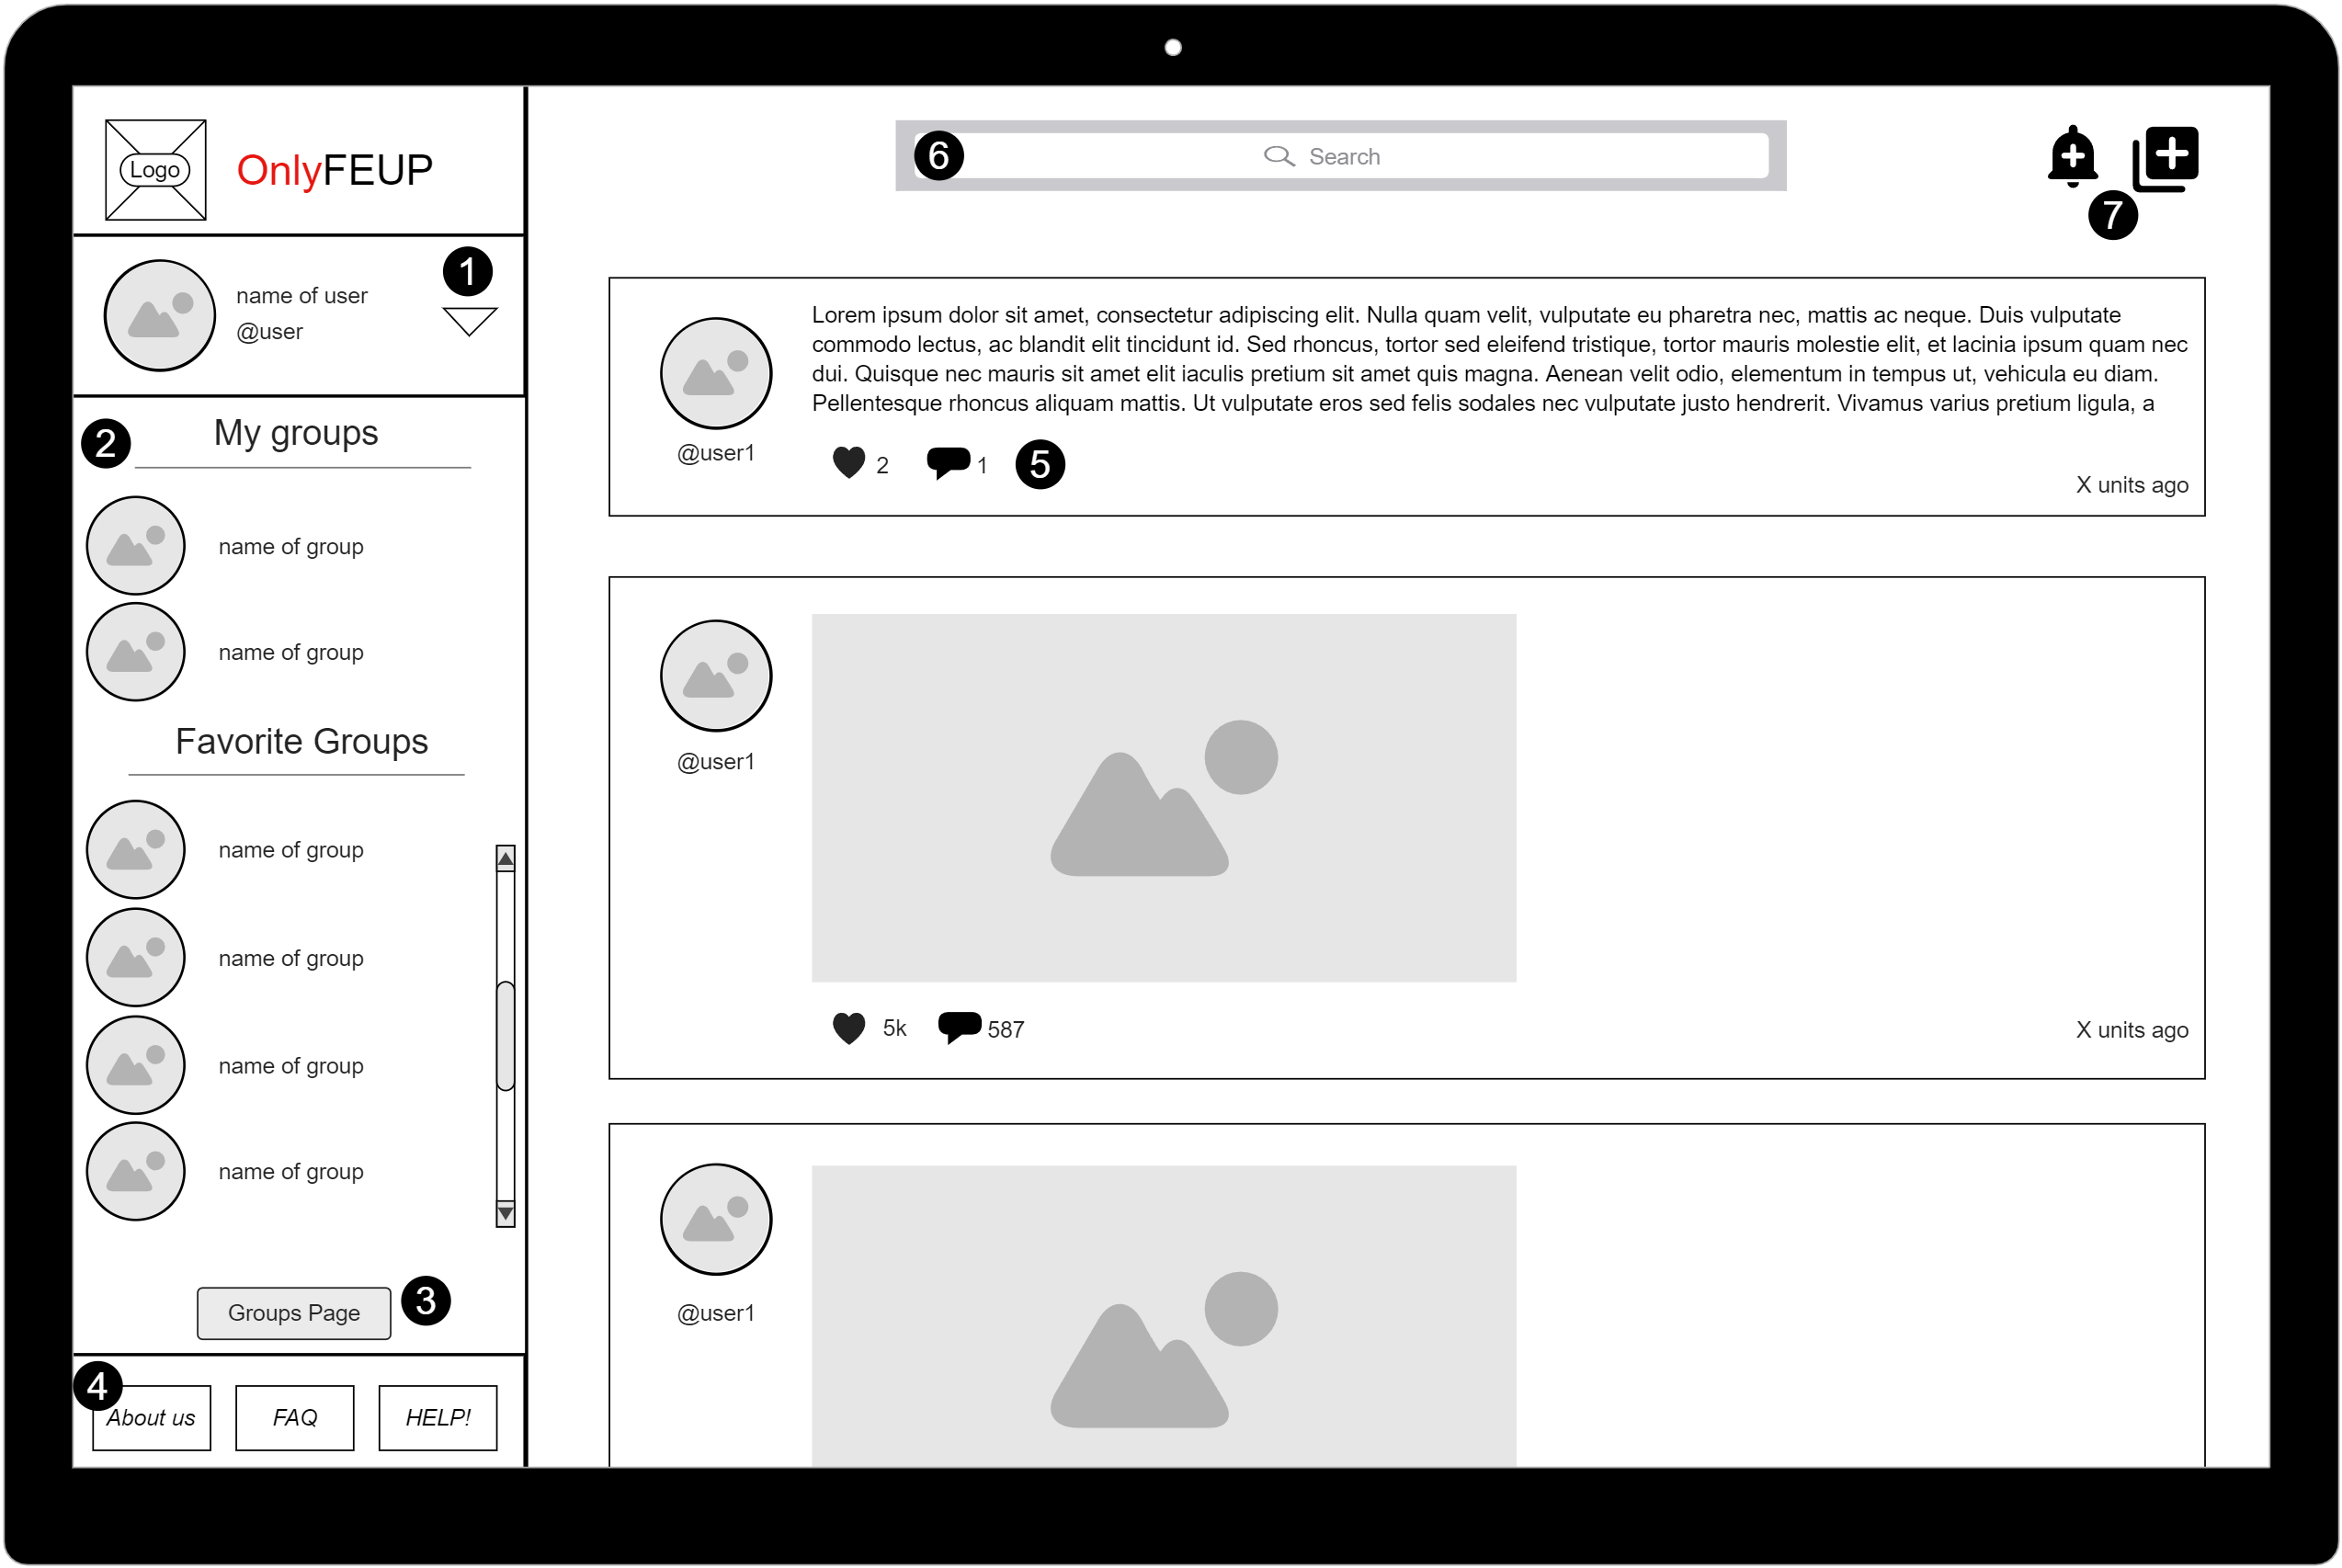 Logo
OnlyFEUP
1
name of user
@user
2
My groups
name of group
name of group
Favorite Groups
name of group
name of group
name of group
name of group
Groups Page
3
4
About us
FAQ
HELP!
6
Search
7
Lorem ipsum dolor sit amet, consectetur adipiscing elit. Nulla quam velit, vulputate eu pharetra nec, mattis ac neque. Duis vulputate
commodo lectus, ac blandit elit tincidunt id. Sed rhoncus, tortor sed eleifend tristique, tortor mauris molestie elit, et lacinia ipsum quam nec
dui. Quisque nec mauris sit amet elit iaculis pretium sit amet quis magna. Aenean velit odio, elementum in tempus ut, vehicula eu diam.
Pellentesque rhoncus aliquam mattis. Ut vulputate eros sed felis sodales nec vulputate justo hendrerit. Vivamus varius pretium ligula, a
@user1
2
1
5
X units ago
@user1
5k
587
X units ago
@user1